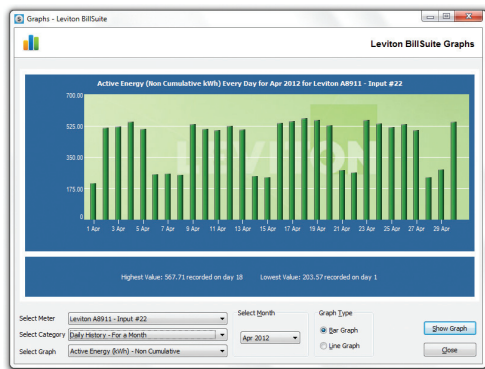 Graphs - Leviton BillSuite
Leviton BillSuite Graphs
Active Energy (Non Cumulative kWh) Every Day for Apr 2012 for Leviton A8911 - Input #22
700.00
525.00
350.00
175.00
0
LEVITON
1 Apr 3 Apr 5 Apr 7 Apr 9 Apr 11 Apr 13 Apr 15 Apr 17 Apr 19 Apr 21 Apr 23 Apr 25 Apr 27 Apr 29 Apr
Highest Value: 567.71 recorded on day 18 Lowest Value: 203.57 recorded on day 1
Select Meter
Leviton A8911 - Input #22
Select Category
Daily History - For a Month
Select Graph
Active Energy (kWh) - Non Cumulative
Select Month
Apr 2012
Graph Type
Bar Graph
Line Graph
Show Graph
Close